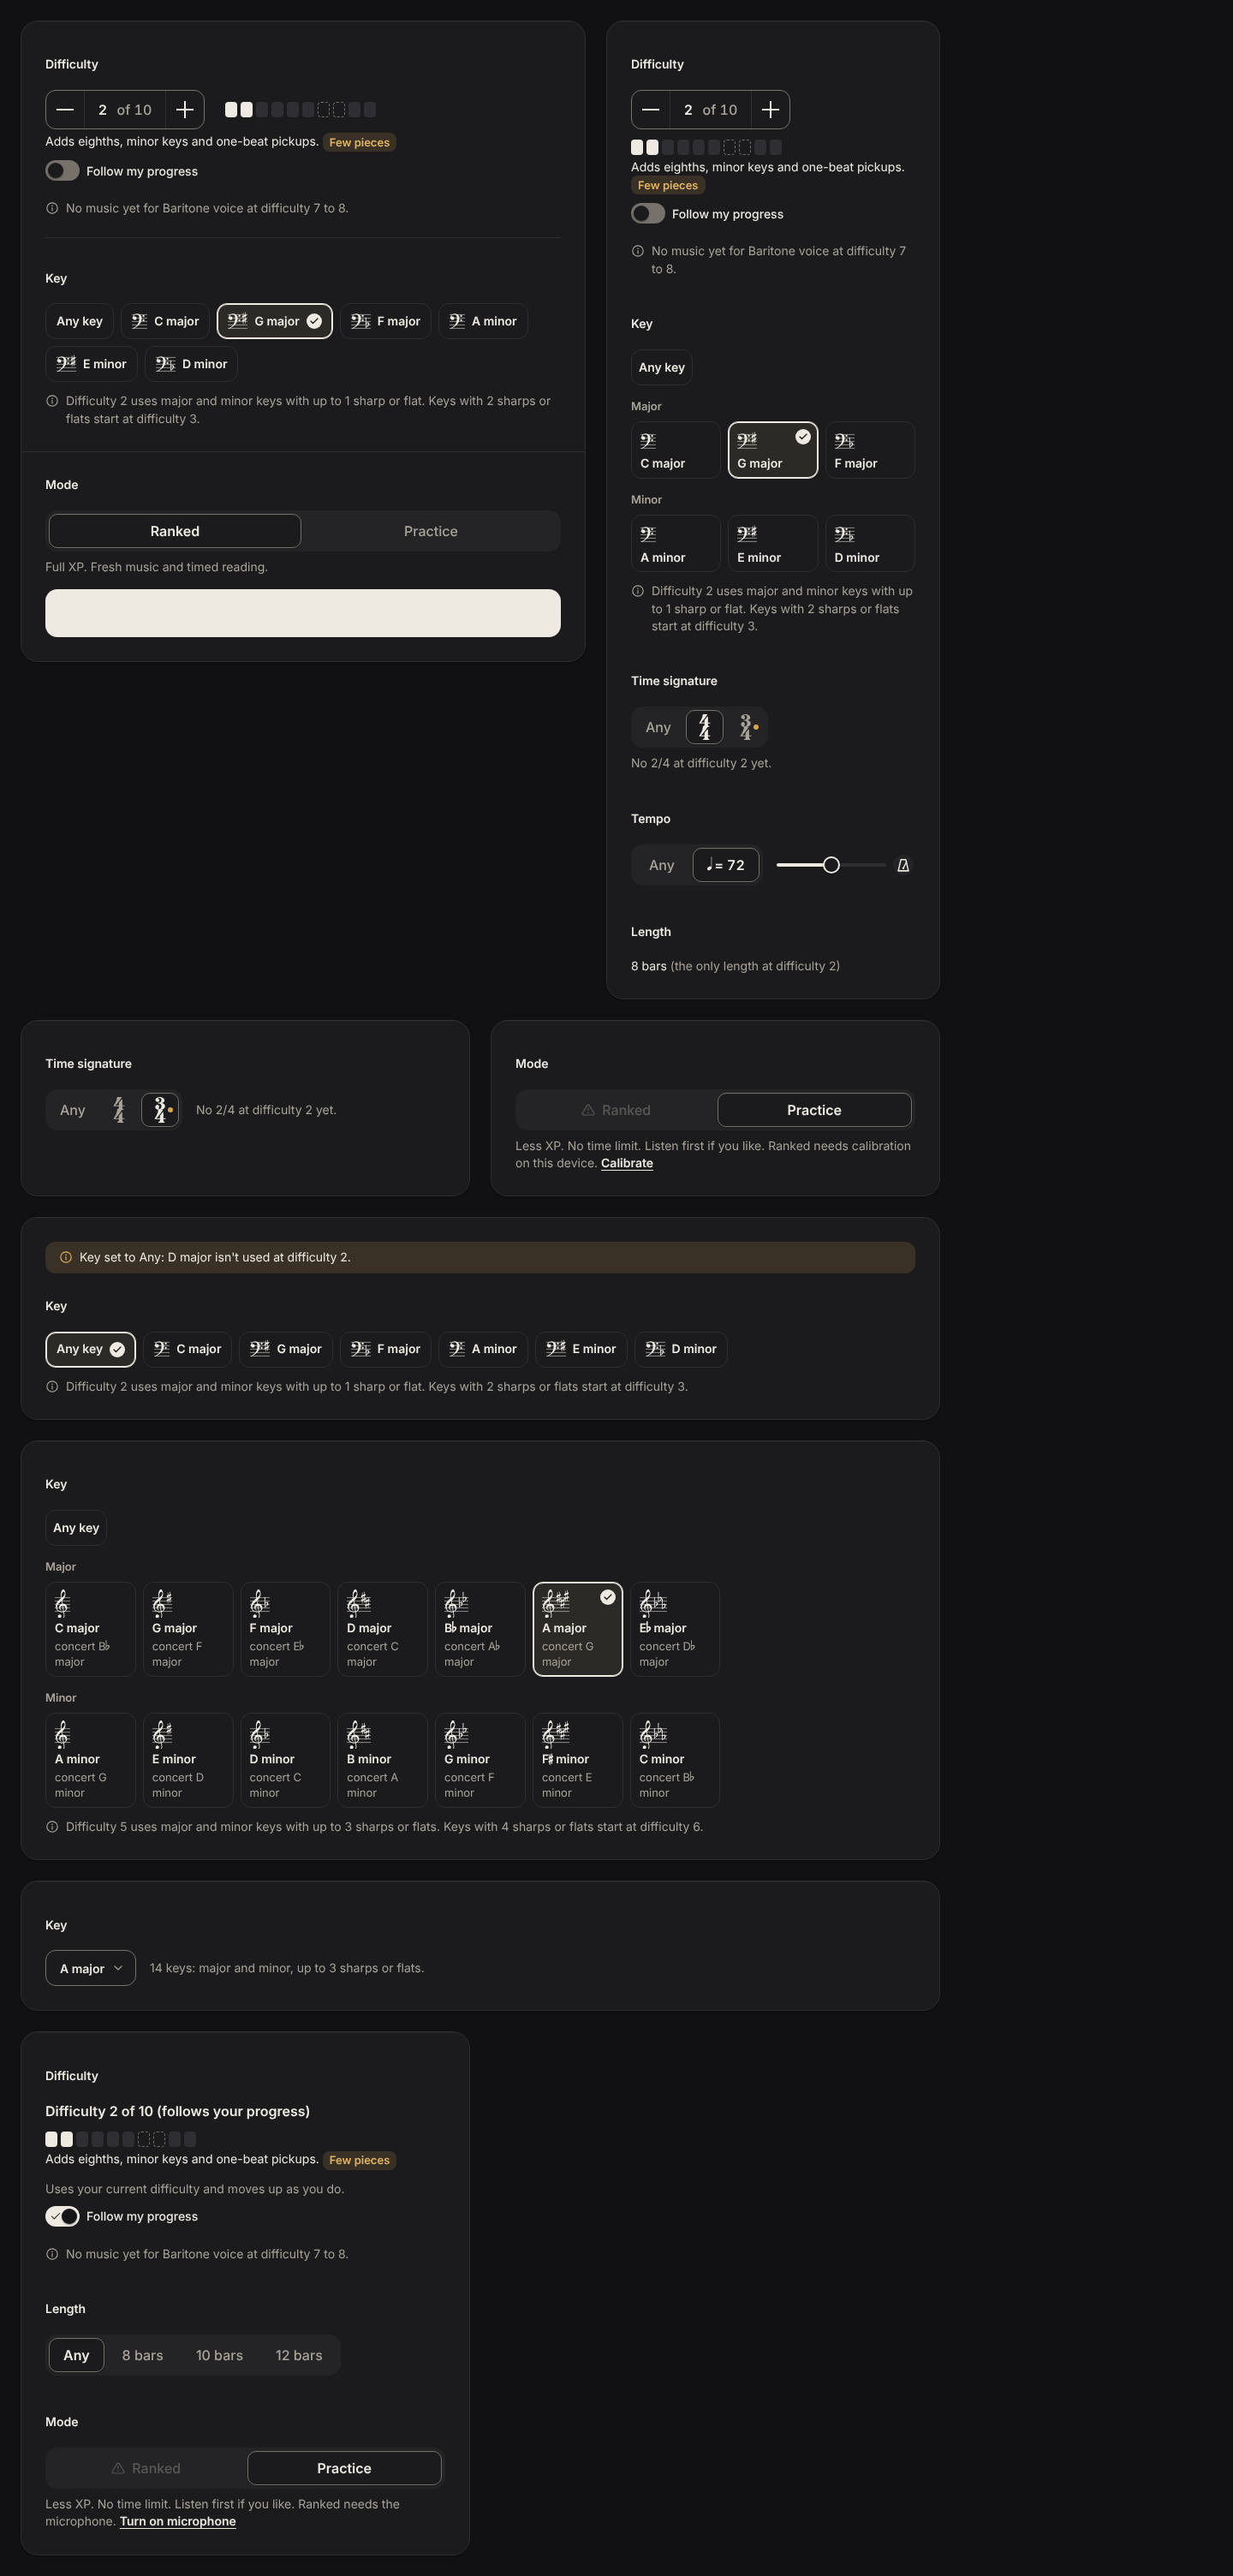 Difficulty
2 of 10
Adds eighths, minor keys and one-beat pickups. Few pieces
Follow my progress
No music yet for Baritone voice at difficulty 7 to 8.
Key
Any key
C major
G major
F major
A minor
E minor
D minor
Difficulty 2 uses major and minor keys with up to 1 sharp or flat. Keys with 2 sharps or
flats start at difficulty 3.
Mode
Ranked
Practice
Full XP. Fresh music and timed reading.
Difficulty
2 of 10
Adds eighths, minor keys and one-beat pickups.
Few pieces
Follow my progress
No music yet for Baritone voice at difficulty 7
to 8.
Key
Any key
Major
C major
G major
F major
Minor
A minor
E minor
D minor
Difficulty 2 uses major and minor keys with up
to 1 sharp or flat. Keys with 2 sharps or flats
start at difficulty 3.
Time signature
Any
4
4
3
4
No 2/4 at difficulty 2 yet.
Tempo
Any
♩= 72
Length
8 bars (the only length at difficulty 2)
Time signature
Any
4
4
3
4
No 2/4 at difficulty 2 yet.
Mode
Ranked
Practice
Less XP. No time limit. Listen first if you like. Ranked needs calibration
on this device. Calibrate
Key set to Any: D major isn't used at difficulty 2.
Key
Any key
C major
G major
F major
A minor
E minor
D minor
Difficulty 2 uses major and minor keys with up to 1 sharp or flat. Keys with 2 sharps or flats start at difficulty 3.
Key
Any key
Major
C major
concert B♭
major
G major
concert F
major
F major
concert E♭
major
D major
concert C
major
B♭ major
concert A♭
major
A major
concert G
major
E♭ major
concert D♭
major
Minor
A minor
concert G
minor
E minor
concert D
minor
D minor
concert C
minor
B minor
concert A
minor
G minor
concert F
minor
F♯ minor
concert E
minor
C minor
concert B♭
minor
Difficulty 5 uses major and minor keys with up to 3 sharps or flats. Keys with 4 sharps or flats start at difficulty 6.
Key
A major
14 keys: major and minor, up to 3 sharps or flats.
Difficulty
Difficulty 2 of 10 (follows your progress)
Adds eighths, minor keys and one-beat pickups. Few pieces
Uses your current difficulty and moves up as you do.
Follow my progress
No music yet for Baritone voice at difficulty 7 to 8.
Length
Any
8 bars
10 bars
12 bars
Mode
Ranked
Practice
Less XP. No time limit. Listen first if you like. Ranked needs the
microphone. Turn on microphone